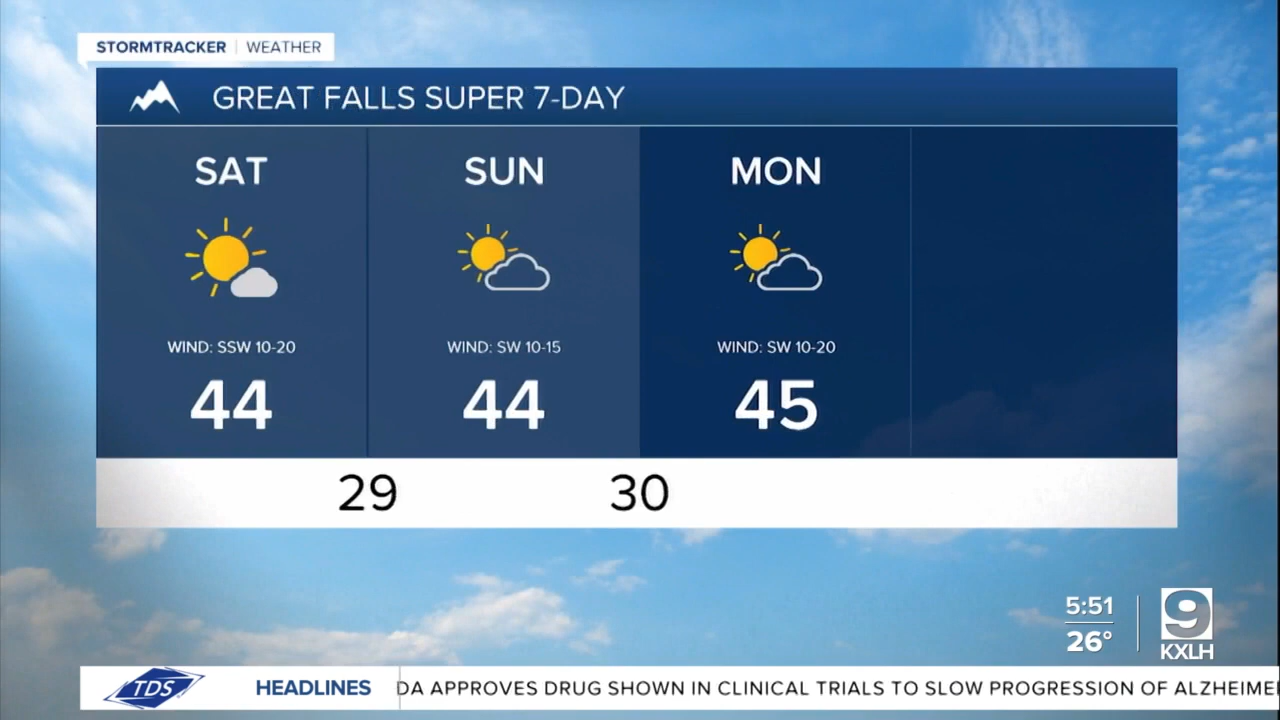 STORMTRACKER | WEATHER
GREAT FALLS SUPER 7-DAY
SAT SUN MON
WIND: SSW 10-20 WIND: SW 10-15 WIND: SW 10-20
44 44 45
29 30
5:51
26°
9
KXLH
TDS HEADLINES DA APPROVES DRUG SHOWN IN CLINICAL TRIALS TO SLOW PROGRESSION OF ALZHEIME